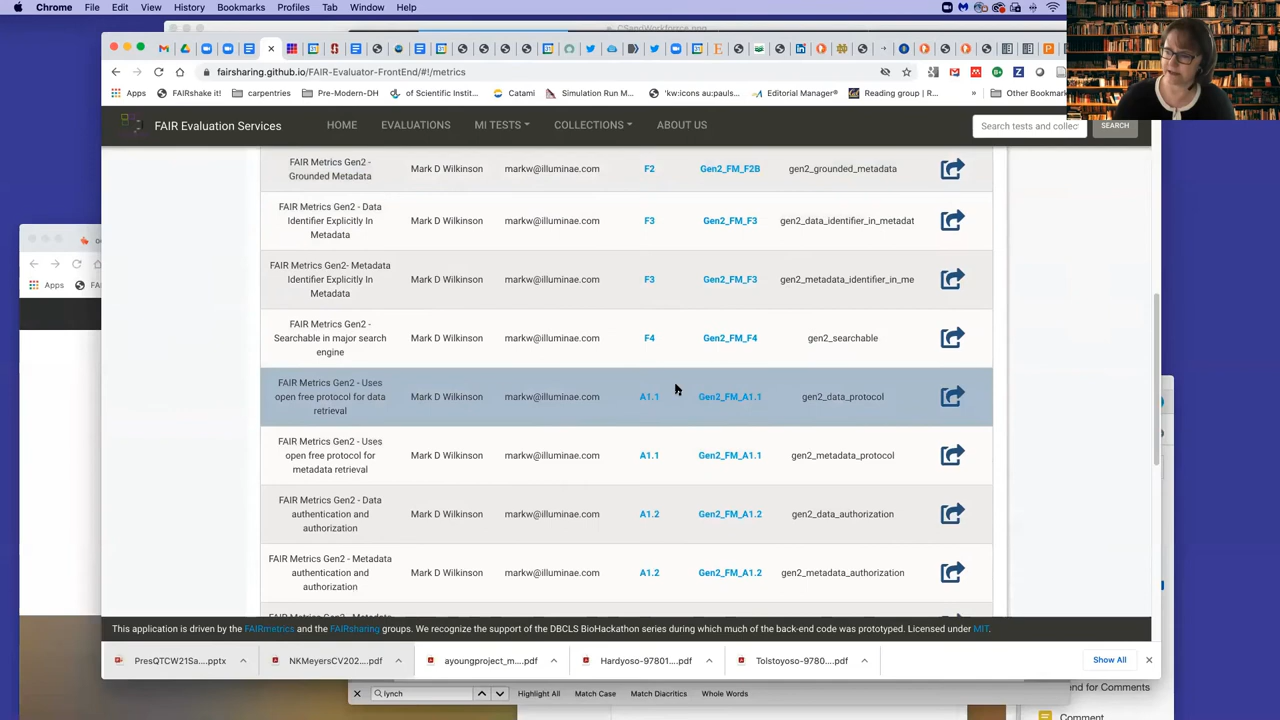 Chrome File Edit View History Bookmarks Profiles Tab Window Help
CSandWorkforce.png
fairsharing.github.io/FAIR-Evaluator-FrontEnd/#!/metrics
Apps FAIRshake it! carpentries Pre-Modern-DH of Scientific Instit... Catami Simulation Run M... 'kw:icons au:pauls... Editorial Manager® Reading group | R... » Other Bookmar
FAIR Evaluation Services HOME EVALUATIONS MI TESTS COLLECTIONS ABOUT US Search tests and collec SEARCH
FAIR Metrics Gen2 -
Grounded Metadata
Mark D Wilkinson markw@illuminae.com F2 Gen2_FM_F2B gen2_grounded_metadata
FAIR Metrics Gen2 - Data
Identifier Explicitly In
Metadata
Mark D Wilkinson markw@illuminae.com F3 Gen2_FM_F3 gen2_data_identifier_in_metadat
FAIR Metrics Gen2- Metadata
Identifier Explicitly In
Metadata
Mark D Wilkinson markw@illuminae.com F3 Gen2_FM_F3 gen2_metadata_identifier_in_me
FAIR Metrics Gen2 -
Searchable in major search
engine
Mark D Wilkinson markw@illuminae.com F4 Gen2_FM_F4 gen2_searchable
FAIR Metrics Gen2 - Uses
open free protocol for data
retrieval
Mark D Wilkinson markw@illuminae.com A1.1 Gen2_FM_A1.1 gen2_data_protocol
FAIR Metrics Gen2 - Uses
open free protocol for
metadata retrieval
Mark D Wilkinson markw@illuminae.com A1.1 Gen2_FM_A1.1 gen2_metadata_protocol
FAIR Metrics Gen2 - Data
authentication and
authorization
Mark D Wilkinson markw@illuminae.com A1.2 Gen2_FM_A1.2 gen2_data_authorization
FAIR Metrics Gen2 - Metadata
authentication and
authorization
Mark D Wilkinson markw@illuminae.com A1.2 Gen2_FM_A1.2 gen2_metadata_authorization
This application is driven by the FAIRmetrics and the FAIRsharing groups. We recognize the support of the DBCLS BioHackathon series during which much of the back-end code was prototyped. Licensed under MIT.
PresQTCW21Sa....pptx NKMeyersCV202....pdf ayoungproject_m....pdf Hardyoso-97801....pdf Tolstoyoso-9780....pdf Show All
lynch Highlight All Match Case Match Diacritics Whole Words
nd for Comments
Comment
Apps FAI